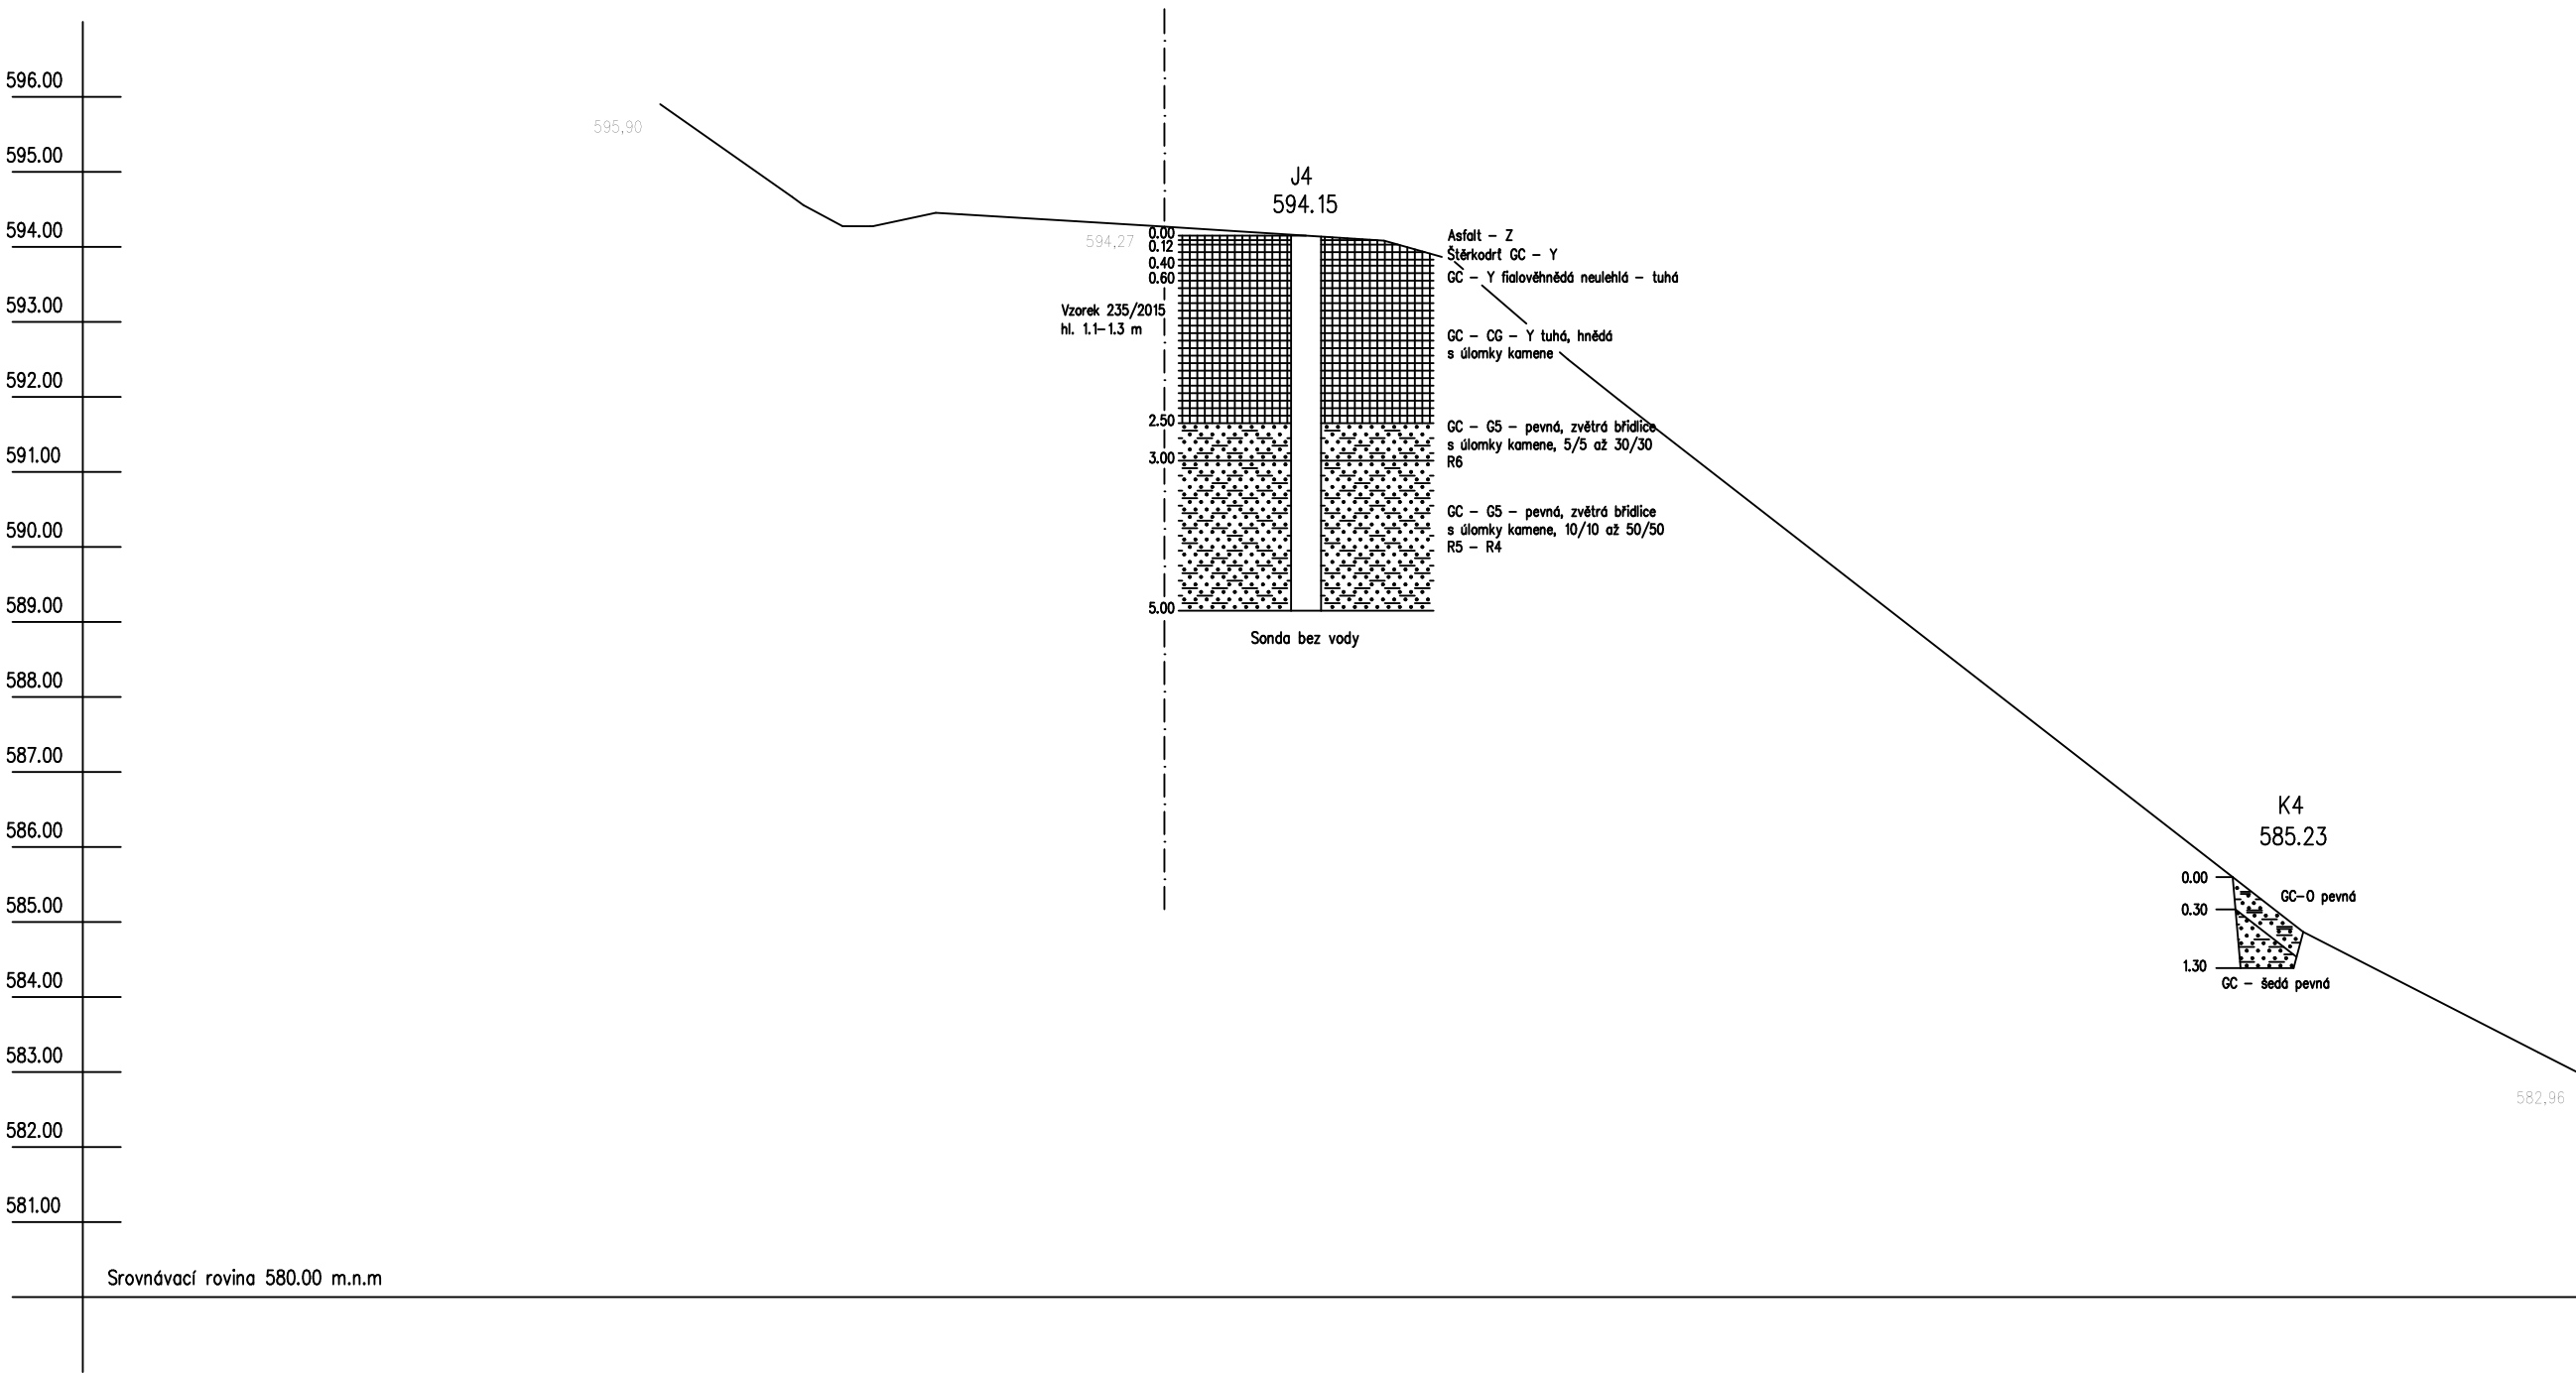 596.00
595.00
594.00
593.00
592.00
591.00
590.00
589.00
588.00
587.00
586.00
585.00
584.00
583.00
582.00
581.00
Srovnávací rovina 580.00 m.n.m
595,90
594,27
J4
594.15
0.00
0.12
0.40
0.60
2.50
3.00
5.00
Vzorek 235/2015
hl. 1.1-1.3 m
Asfalt - Z
Štěrkodrť GC - Y
GC - Y fialověhnědá neulehlá - tuhá
GC - CG - Y tuhá, hnědá
s úlomky kamene
GC - G5 - pevná, zvětrá břidlice
s úlomky kamene, 5/5 až 30/30
R6
GC - G5 - pevná, zvětrá břidlice
s úlomky kamene, 10/10 až 50/50
R5 - R4
Sonda bez vody
K4
585.23
0.00
0.30
1.30
GC-O pevná
GC - šedá pevná
582,96